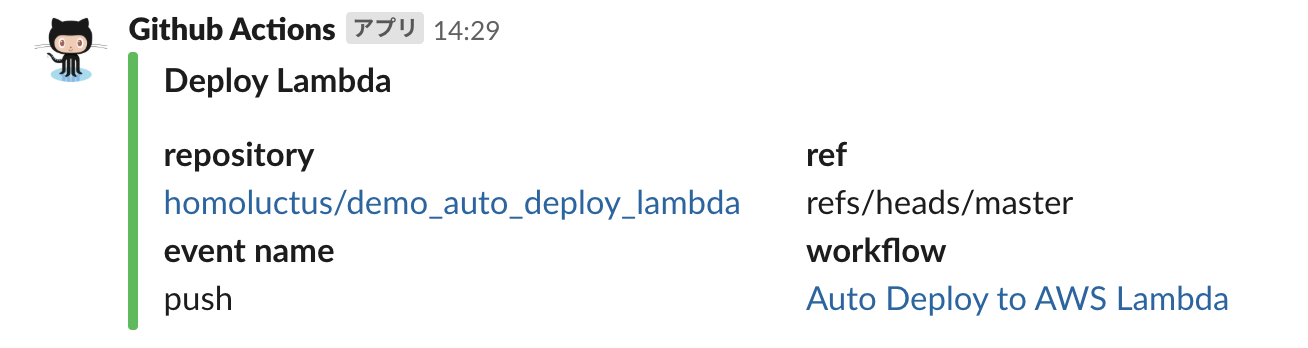 Github Actions アプリ 14:29
Deploy Lambda
repository ref
homoluctus/demo_auto_deploy_lambda refs/heads/master
event name workflow
push Auto Deploy to AWS Lambda